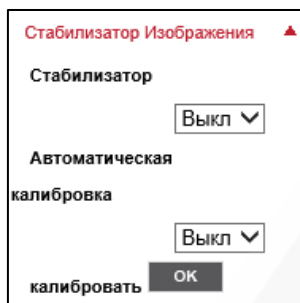 Стабилизатор Изображения
Стабилизатор
Выкл
Автоматическая
калибровка
Выкл
калибровать OK